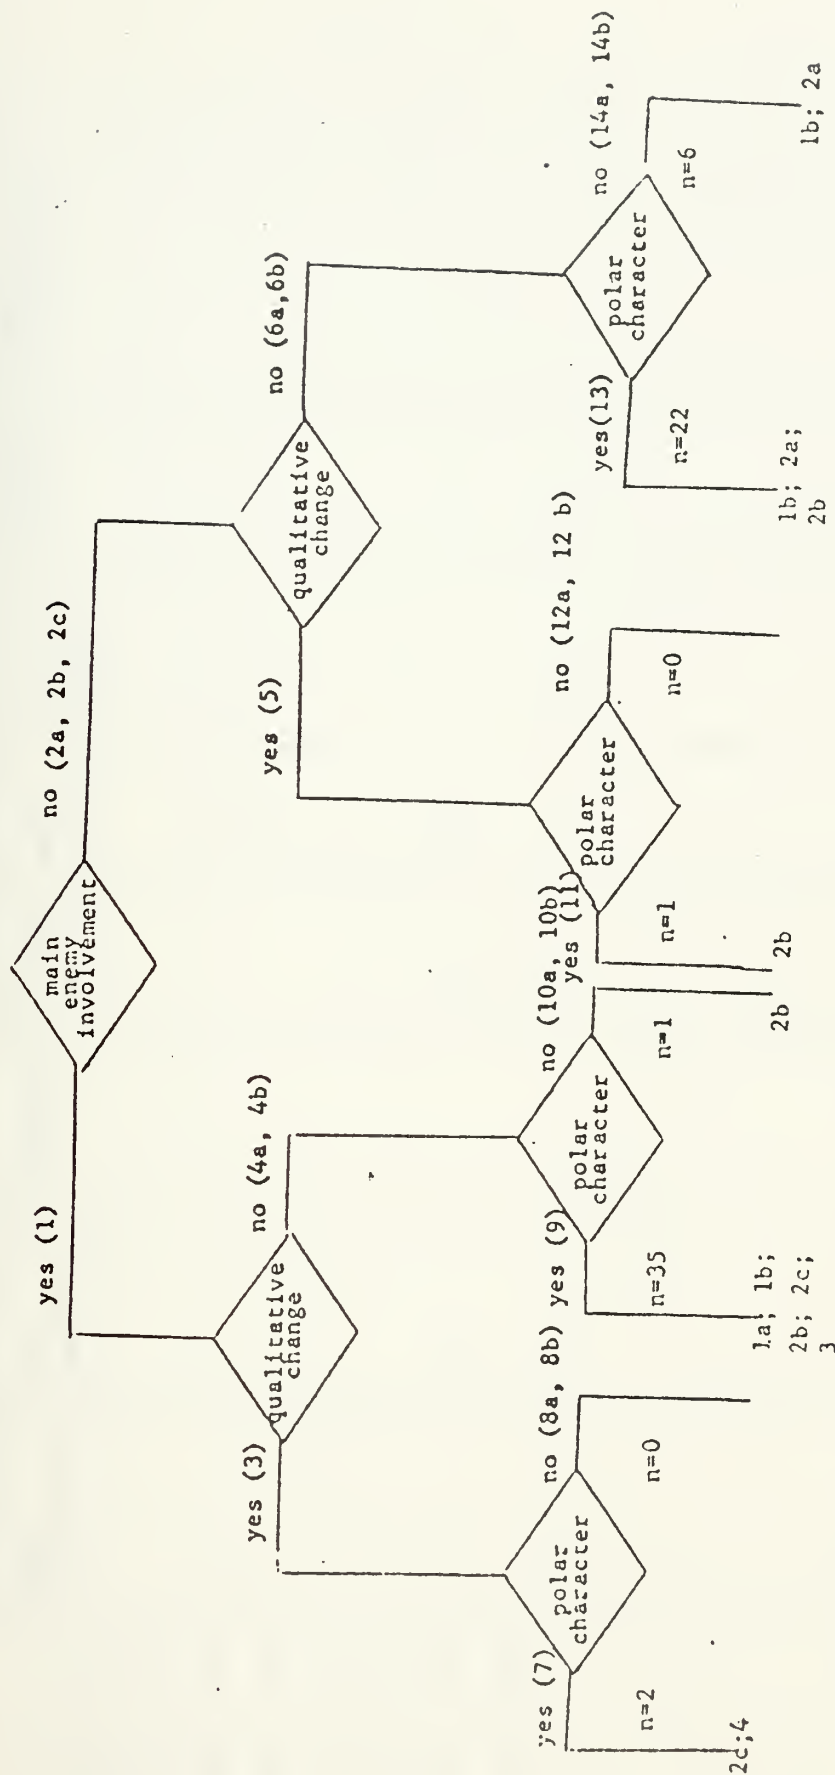 main
enemy
involvement
yes (1)
no (2a, 2b, 2c)
qualitative
change
yes (3)
no (4a, 4b)
qualitative
change
yes (5)
no (6a,6b)
polar
character
yes (7)
no (8a, 8b)
n=2
n=0
2c;4
polar
character
yes (9)
no (10a, 10b)
n=35
n=1
1a; 1b;
2b; 2c;
3
2b
polar
character
yes (11)
no (12a, 12 b)
n=1
n=0
2b
polar
character
yes(13)
no (14a, 14b)
n=22
n=6
1b; 2a;
2b
1b; 2a